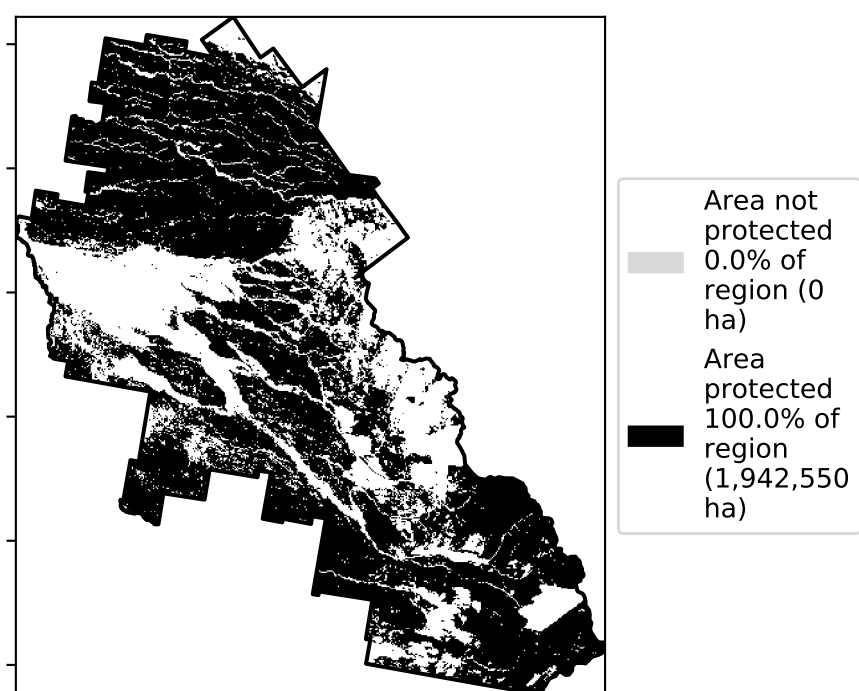 Area not
protected
0.0% of
region (0
ha)
Area
protected
100.0% of
region
(1,942,550
ha)